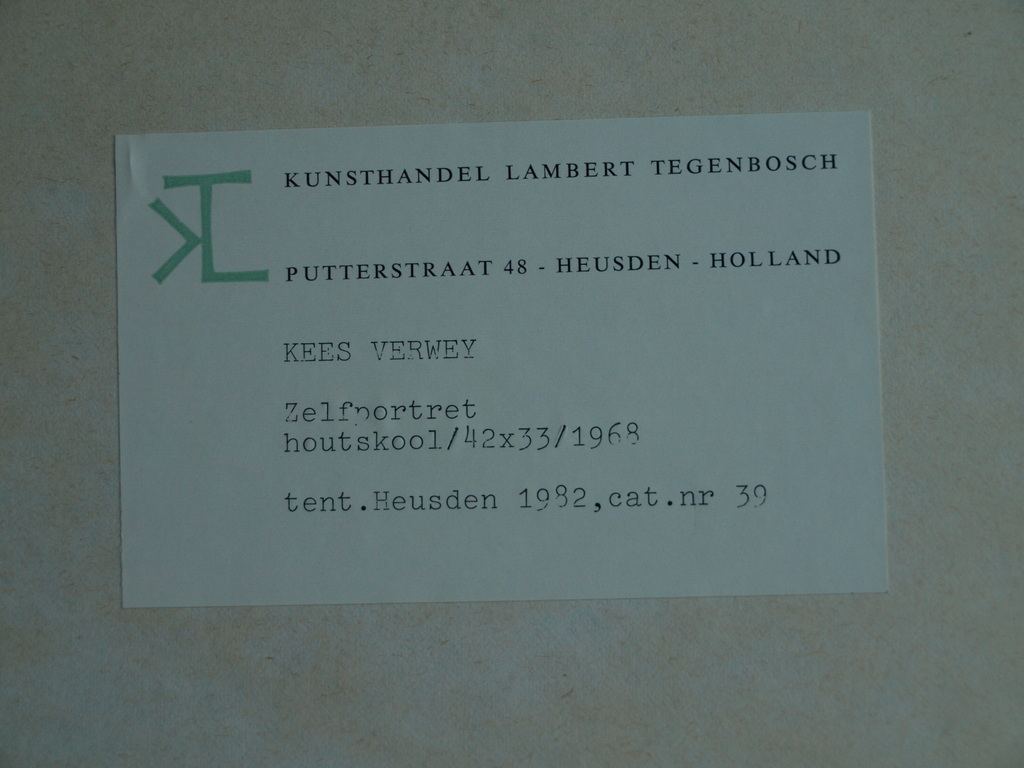 KTL
KUNSTHANDEL LAMBERT TEGENBOSCH
PUTTERSTRAAT 48 - HEUSDEN - HOLLAND
KEES VERWEY
Zelfportret
houtskool/42x33/1968
tent.Heusden 1982,cat.nr 39